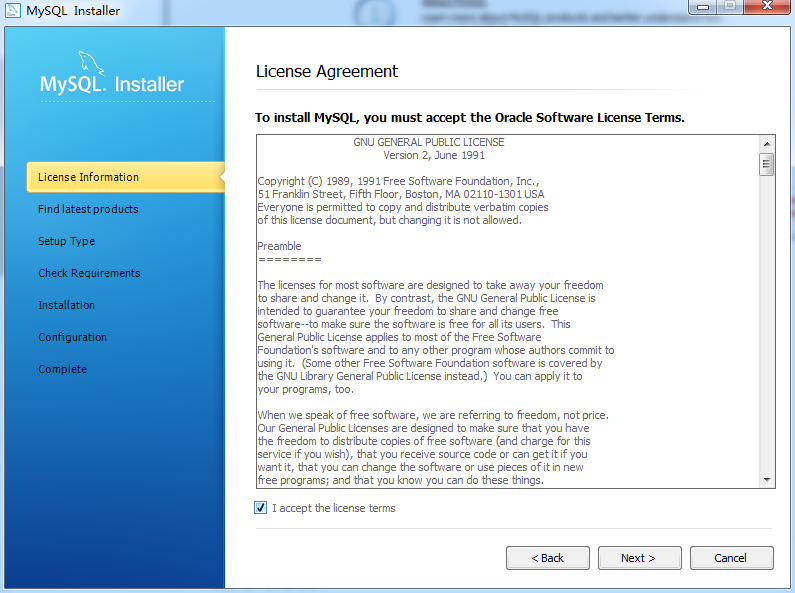 MySQL Installer
MySQL. Installer
License Information
Find latest products
Setup Type
Check Requirements
Installation
Configuration
Complete
License Agreement
To install MySQL, you must accept the Oracle Software License Terms.
GNU GENERAL PUBLIC LICENSE
Version 2, June 1991
Copyright (C) 1989, 1991 Free Software Foundation, Inc.,
51 Franklin Street, Fifth Floor, Boston, MA 02110-1301 USA
Everyone is permitted to copy and distribute verbatim copies
of this license document, but changing it is not allowed.
Preamble
========
The licenses for most software are designed to take away your freedom
to share and change it. By contrast, the GNU General Public License is
intended to guarantee your freedom to share and change free
software--to make sure the software is free for all its users. This
General Public License applies to most of the Free Software
Foundation's software and to any other program whose authors commit to
using it. (Some other Free Software Foundation software is covered by
the GNU Library General Public License instead.) You can apply it to
your programs, too.
When we speak of free software, we are referring to freedom, not price.
Our General Public Licenses are designed to make sure that you have
the freedom to distribute copies of free software (and charge for this
service if you wish), that you receive source code or can get it if you
want it, that you can change the software or use pieces of it in new
free programs; and that you know you can do these things.
I accept the license terms
< Back
Next >
Cancel